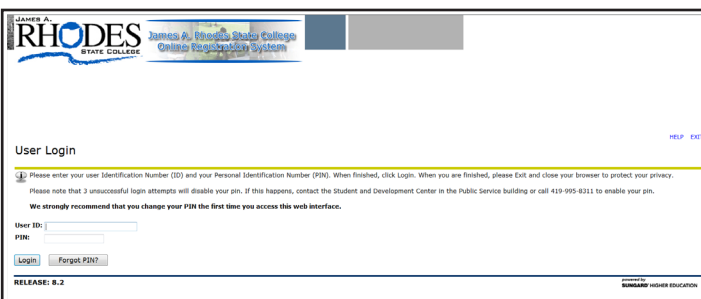 JAMES A.
RHODES
STATE COLLEGE
James A. Rhodes State College
Online Registration System
HELP EXIT
User Login
Please enter your user Identification Number (ID) and your Personal Identification Number (PIN). When finished, click Login. When you are finished, please Exit and close your browser to protect your privacy.
Please note that 3 unsuccessful login attempts will disable your pin. If this happens, contact the Student and Development Center in the Public Service building or call 419-995-8311 to enable your pin.
We strongly recommend that you change your PIN the first time you access this web interface.
User ID:
PIN:
Login Forgot PIN?
RELEASE: 8.2
powered by
SUNGARD HIGHER EDUCATION